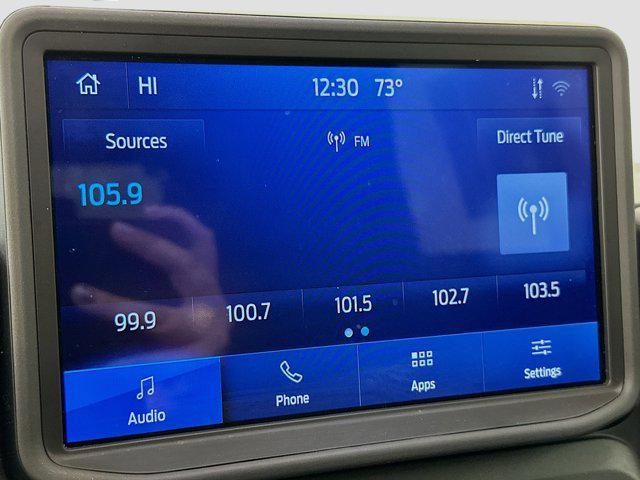 HI 12:30 73°
Sources FM Direct Tune
105.9
99.9 100.7 101.5 102.7 103.5
Audio Phone Apps Settings